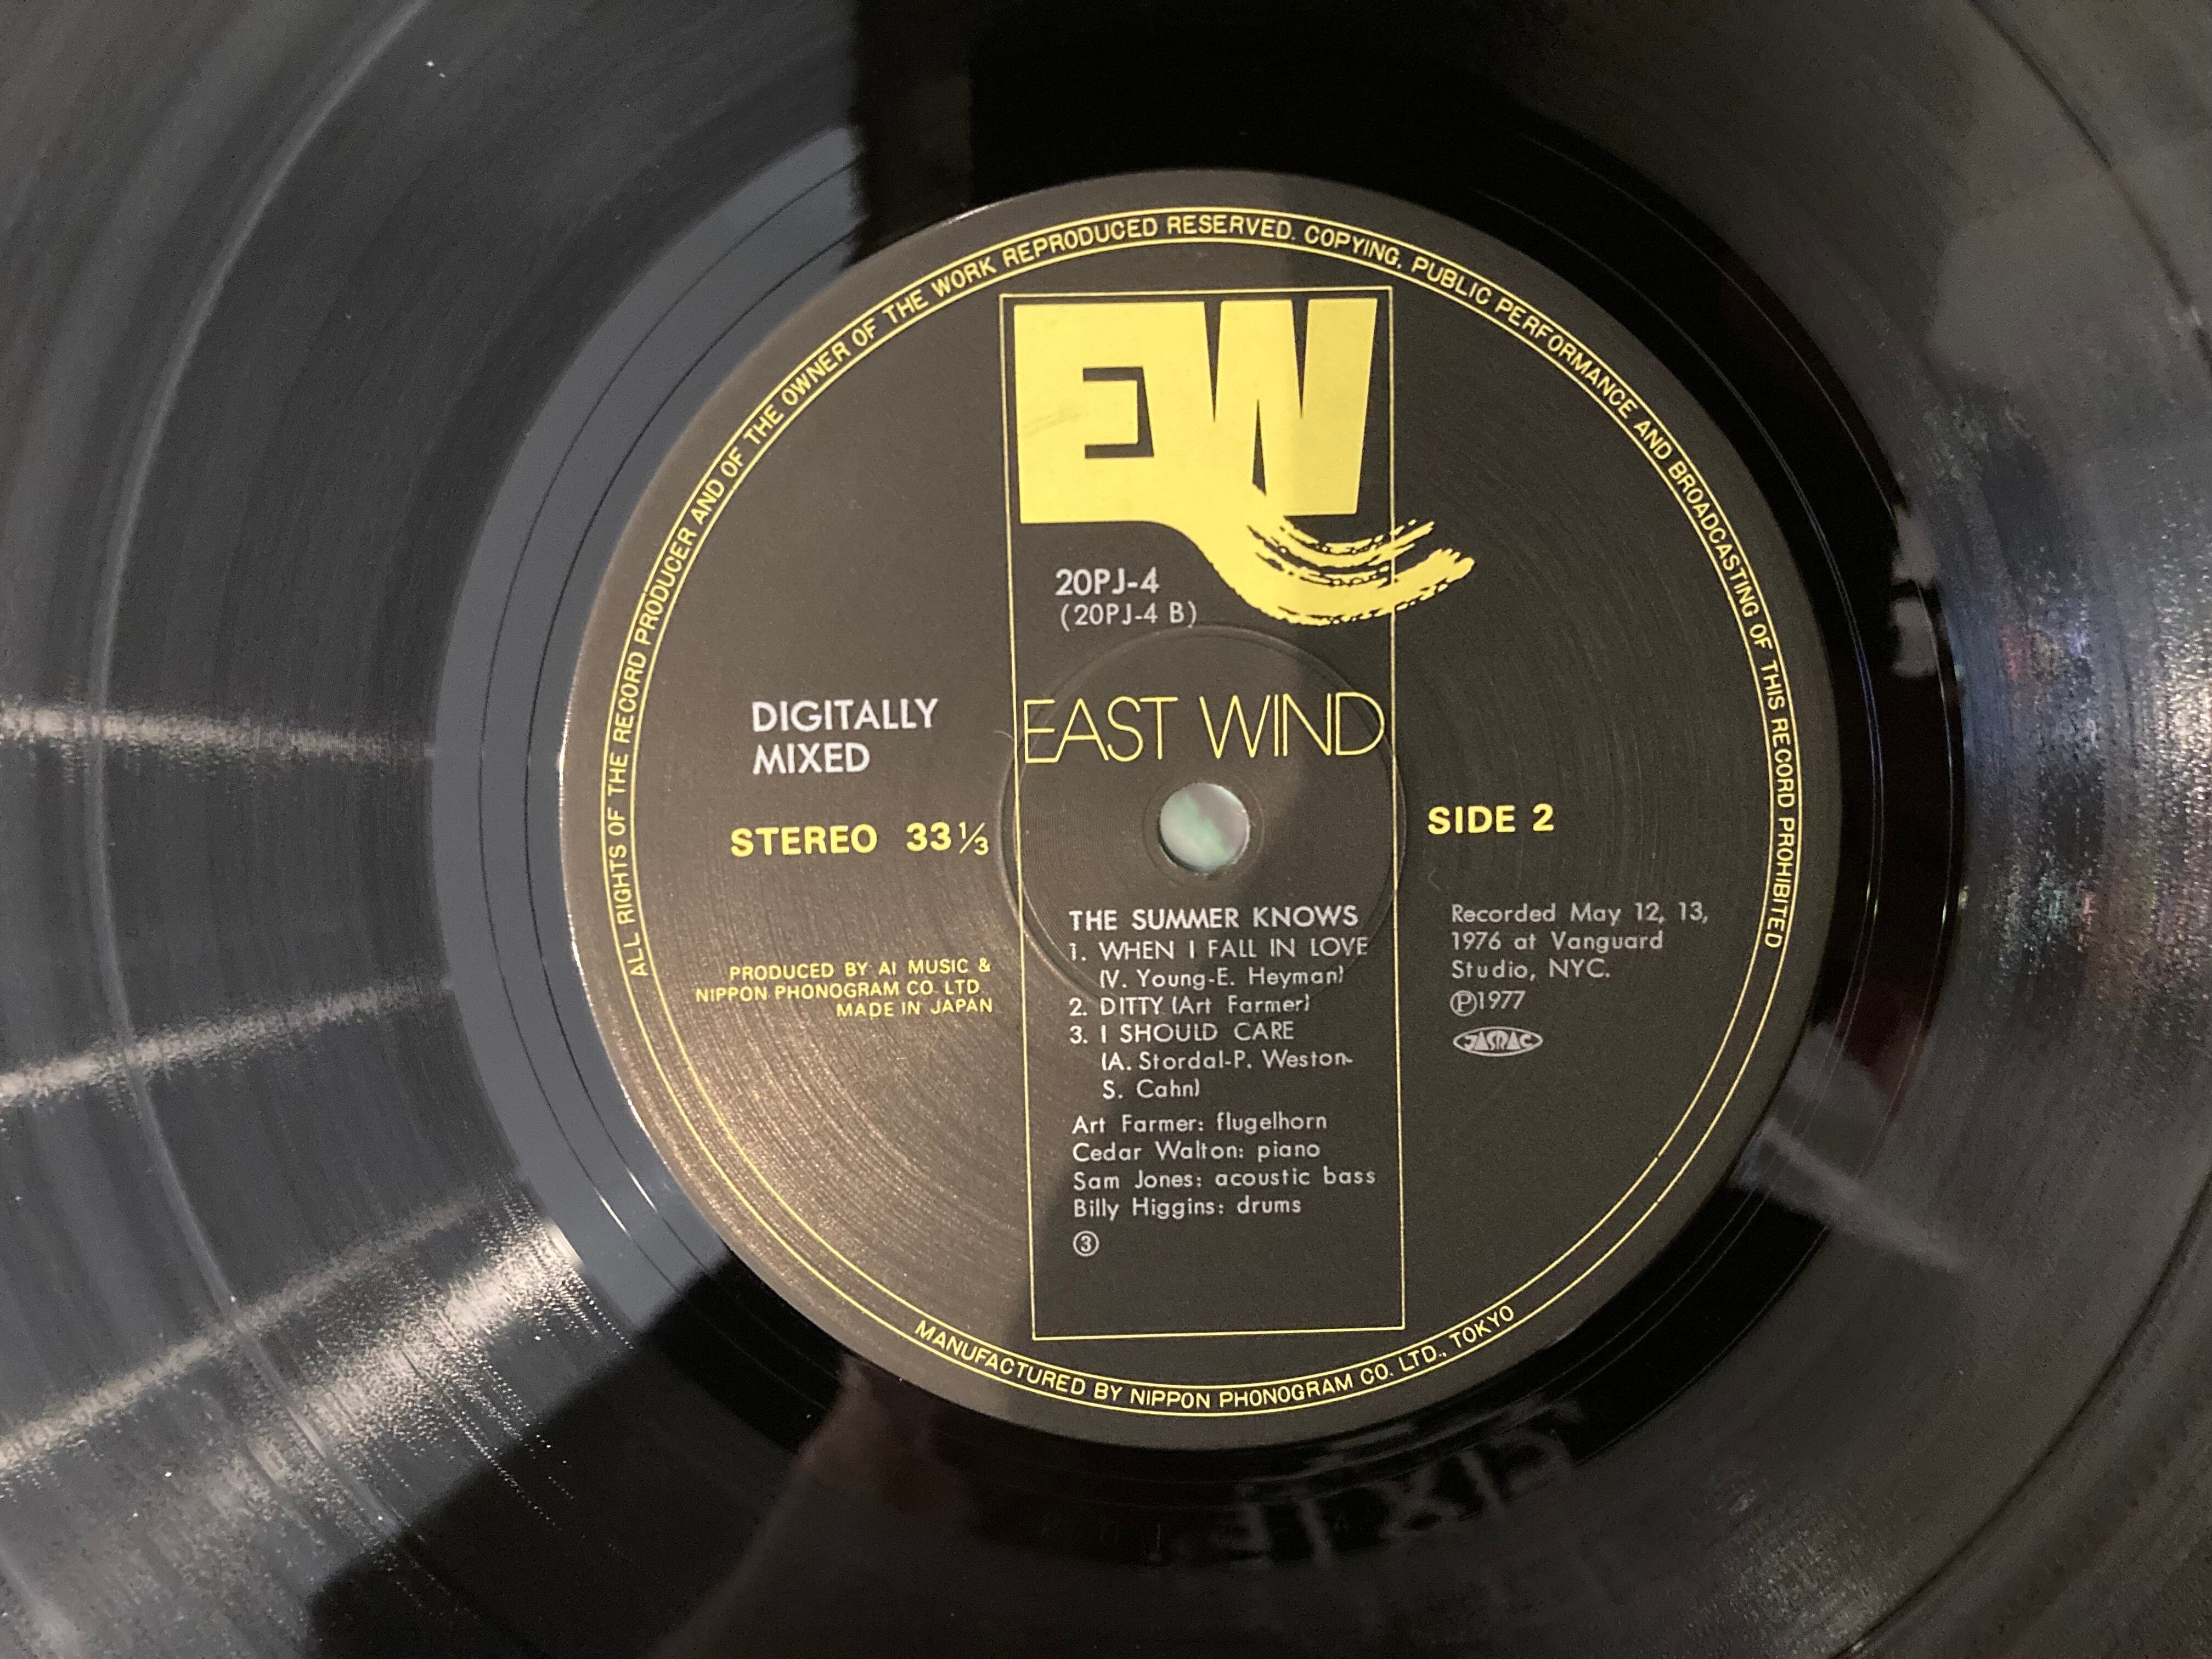 ALL RIGHTS OF THE RECORD PRODUCER AND OF THE OWNER OF THE WORK REPRODUCED RESERVED. COPYING, PUBLIC PERFORMANCE AND BROADCASTING OF THIS RECORD PROHIBITED
EW
20PJ-4
(20PJ-4 B)
EAST WIND
DIGITALLY
MIXED
STEREO 33⅓
SIDE 2
PRODUCED BY AI MUSIC &
NIPPON PHONOGRAM CO. LTD.
MADE IN JAPAN
THE SUMMER KNOWS
1. WHEN I FALL IN LOVE
(V. Young-E. Heyman)
2. DITTY (Art Farmer)
3. I SHOULD CARE
(A. Stordal-P. Weston-
S. Cahn)
Art Farmer: flugelhorn
Cedar Walton: piano
Sam Jones: acoustic bass
Billy Higgins: drums
③
Recorded May 12, 13,
1976 at Vanguard
Studio, NYC.
Ⓟ1977
JASRAC
MANUFACTURED BY NIPPON PHONOGRAM CO. LTD., TOKYO